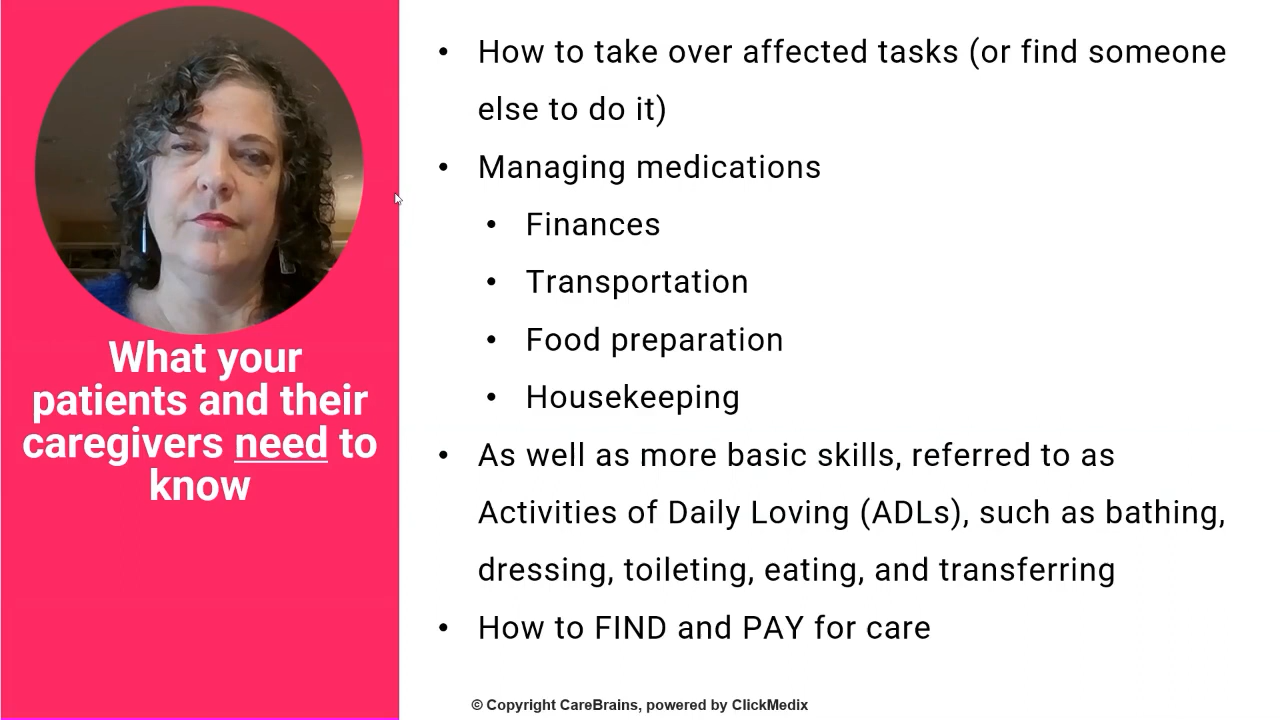 What your
patients and their
caregivers need to
know
• How to take over affected tasks (or find someone
else to do it)
• Managing medications
• Finances
• Transportation
• Food preparation
• Housekeeping
• As well as more basic skills, referred to as
Activities of Daily Loving (ADLs), such as bathing,
dressing, toileting, eating, and transferring
• How to FIND and PAY for care
© Copyright CareBrains, powered by ClickMedix